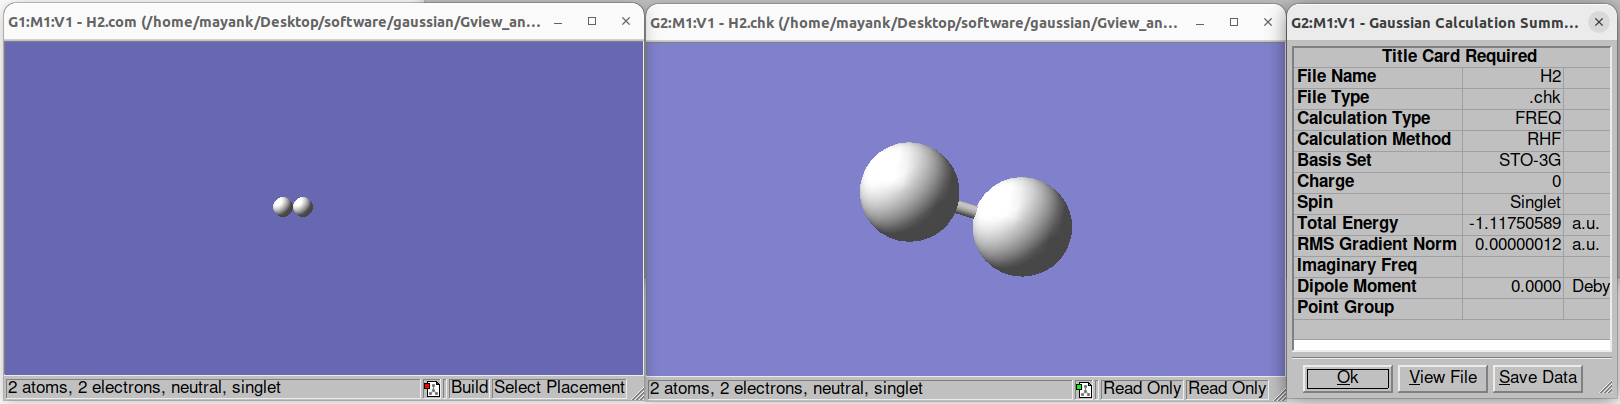 G1:M1:V1 - H2.com (/home/mayank/Desktop/software/gaussian/Gview_an...
2 atoms, 2 electrons, neutral, singlet
Build
Select Placement
G2:M1:V1 - H2.chk (/home/mayank/Desktop/software/gaussian/Gview_an...
2 atoms, 2 electrons, neutral, singlet
Read Only
Read Only
G2:M1:V1 - Gaussian Calculation Summ...
Title Card Required
File Name H2
File Type .chk
Calculation Type FREQ
Calculation Method RHF
Basis Set STO-3G
Charge 0
Spin Singlet
Total Energy -1.11750589 a.u.
RMS Gradient Norm 0.00000012 a.u.
Imaginary Freq
Dipole Moment 0.0000 Deby
Point Group
Ok
View File
Save Data